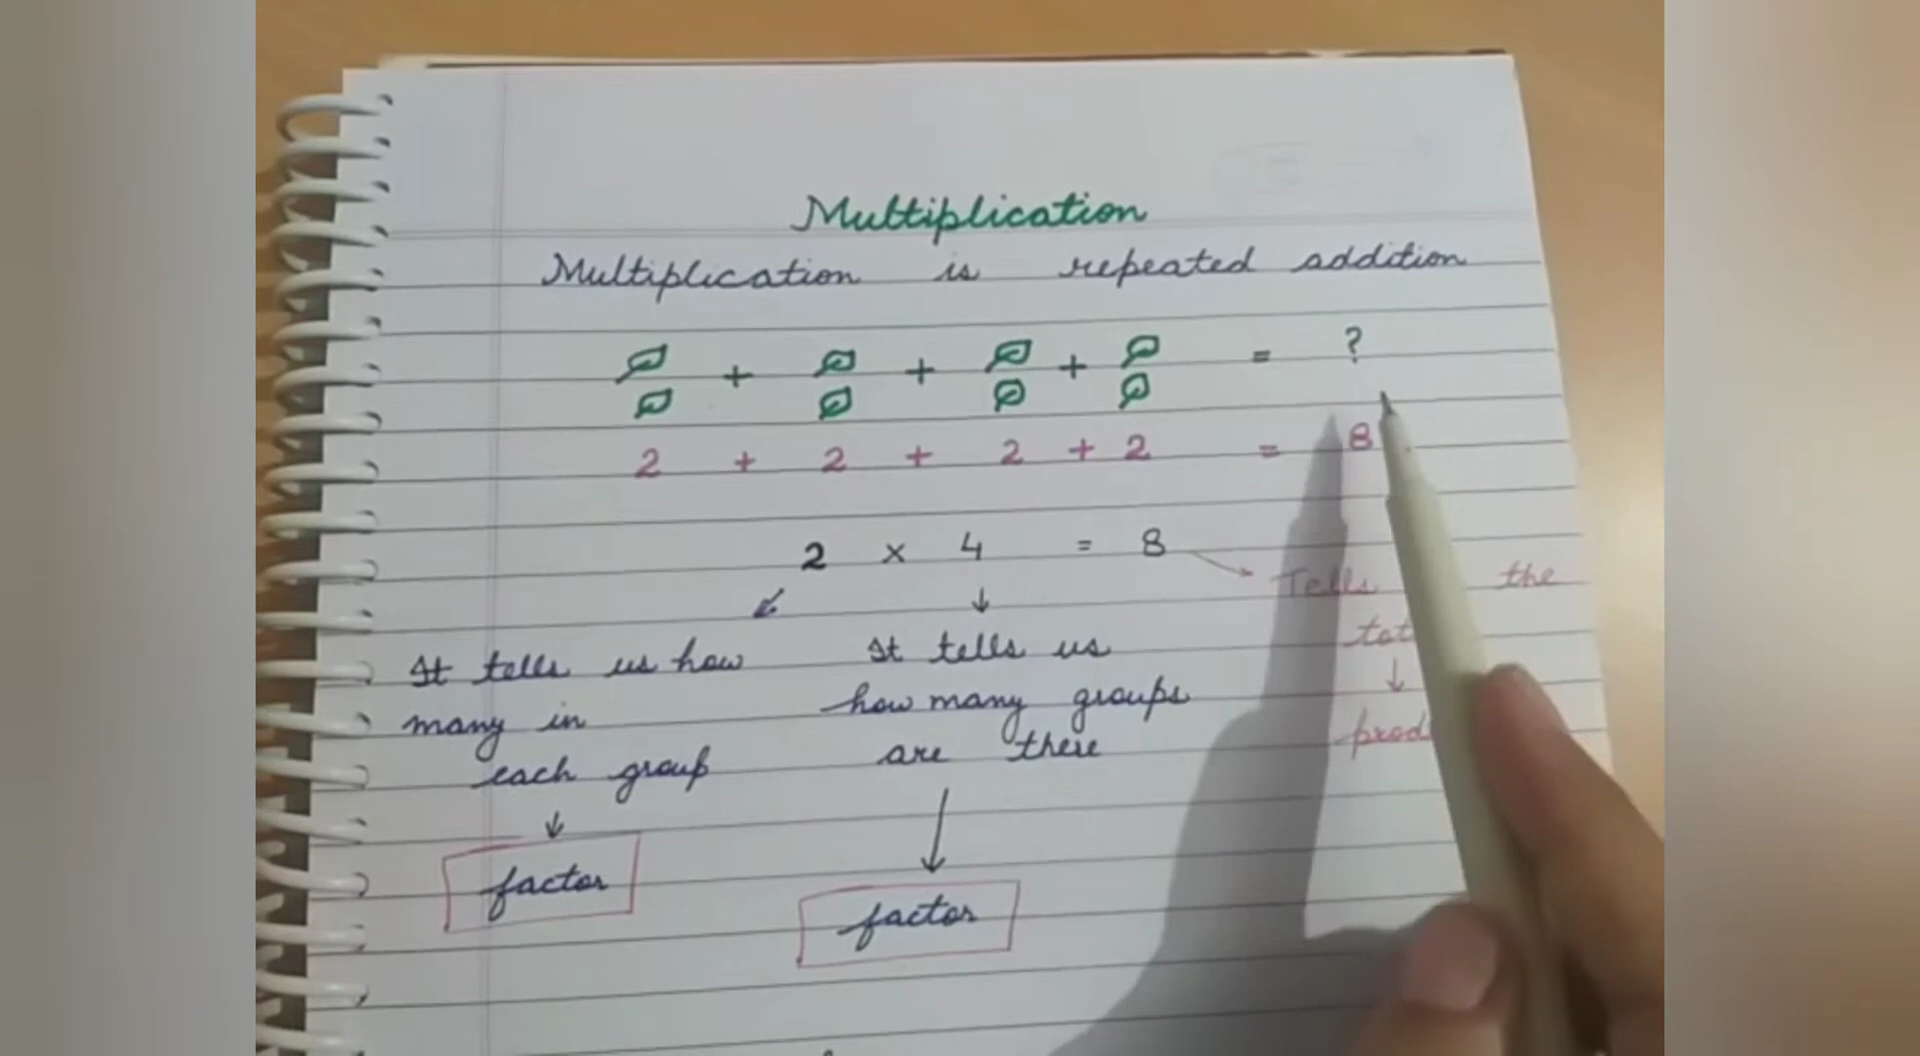 Multiplication
Multiplication is repeated addition
+ + + = ?
2 + 2 + 2 + 2 = 8
2 x 4 = 8
Tells the
It tells us how
many in
each group
It tells us
how many groups
are there
factor
factor